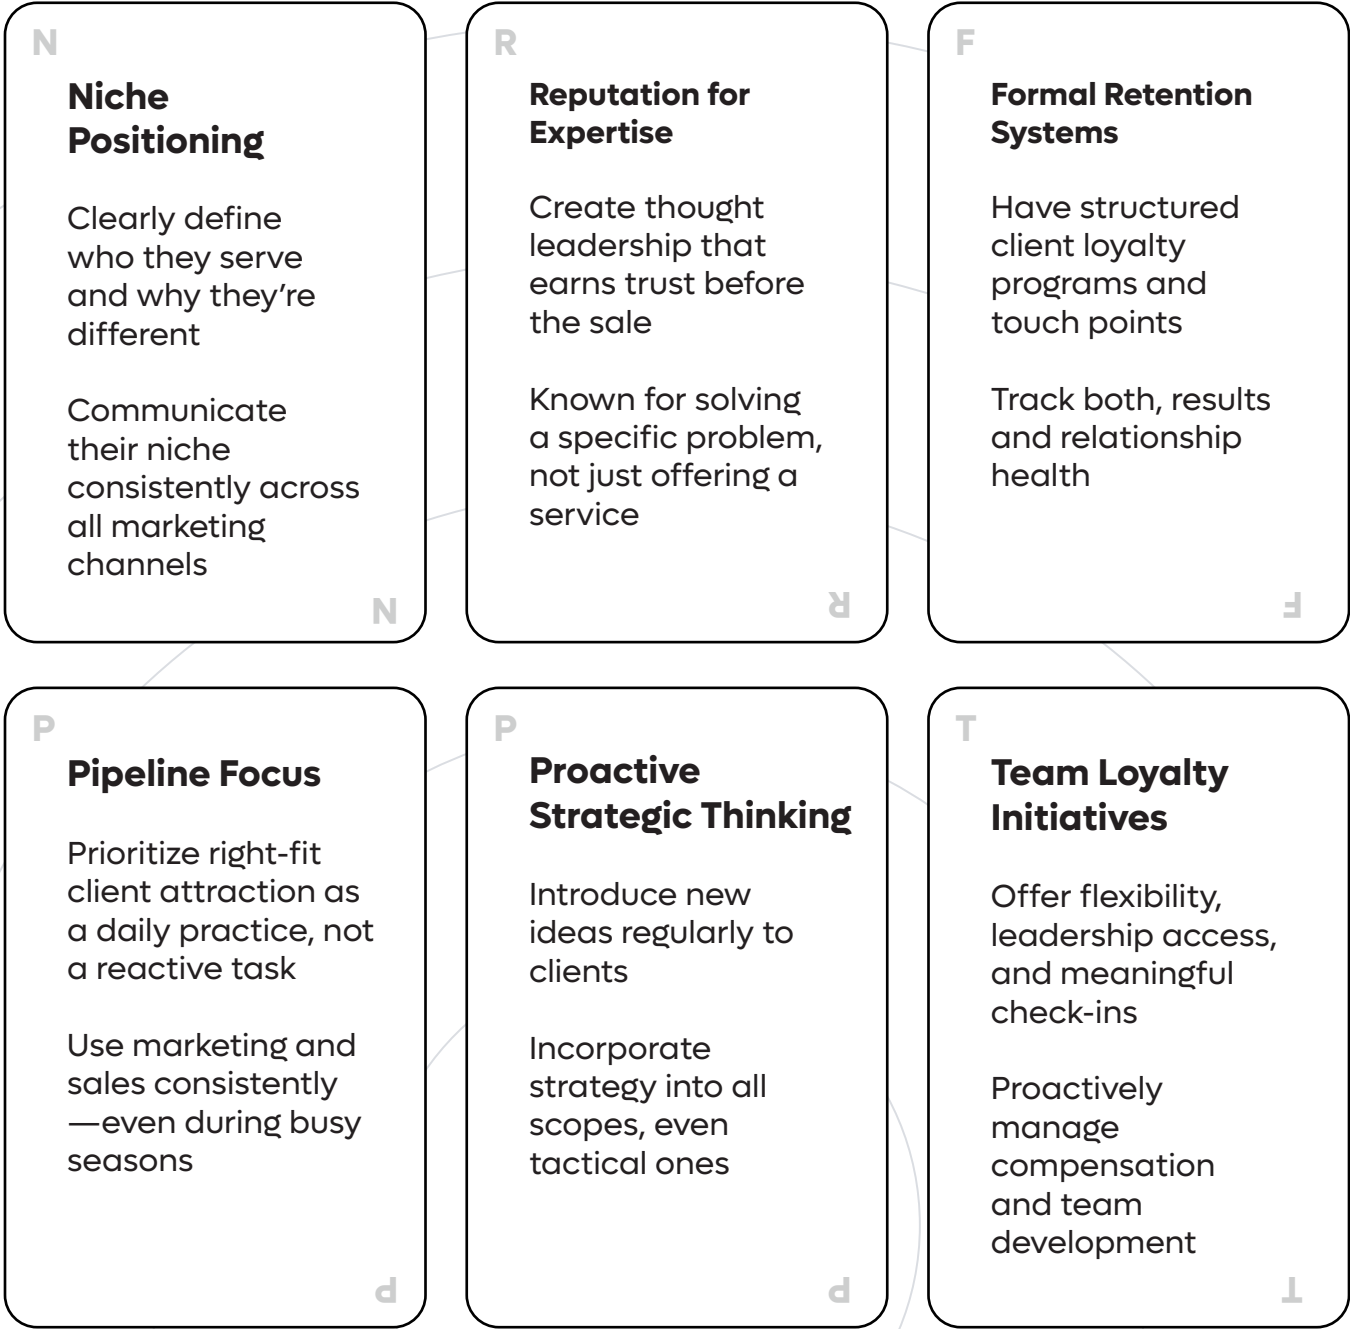 N
Niche
Positioning
Clearly define
who they serve
and why they're
different
Communicate
their niche
consistently across
all marketing
channels
N
R
Reputation for
Expertise
Create thought
leadership that
earns trust before
the sale
Known for solving
a specific problem,
not just offering a
service
R
F
Formal Retention
Systems
Have structured
client loyalty
programs and
touch points
Track both, results
and relationship
health
F
P
Pipeline Focus
Prioritize right-fit
client attraction as
a daily practice, not
a reactive task
Use marketing and
sales consistently
—even during busy
seasons
P
P
Proactive
Strategic Thinking
Introduce new
ideas regularly to
clients
Incorporate
strategy into all
scopes, even
tactical ones
P
T
Team Loyalty
Initiatives
Offer flexibility,
leadership access,
and meaningful
check-ins
Proactively
manage
compensation
and team
development
T